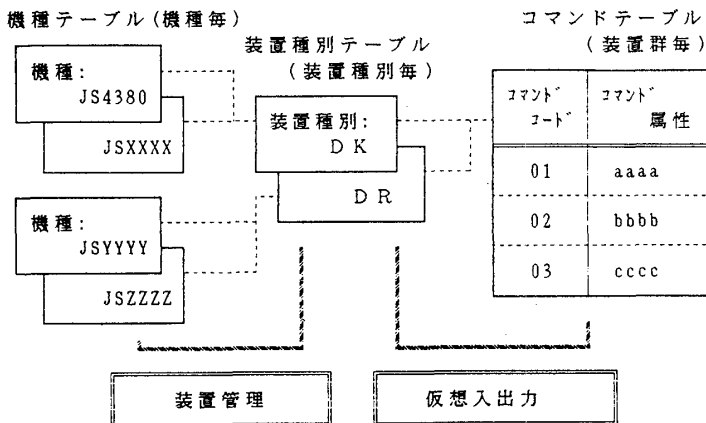 機種テーブル(機種毎)
装置種別テーブル
(装置種別毎)
コマンドテーブル
(装置群毎)
機種:
JS4380
JSXXXX
機種:
JSYYYY
JSZZZZ
装置種別:
DK
DR
コマンド コマンド
コード 属性
01 aaaa
02 bbbb
03 cccc
装置管理
仮想入出力